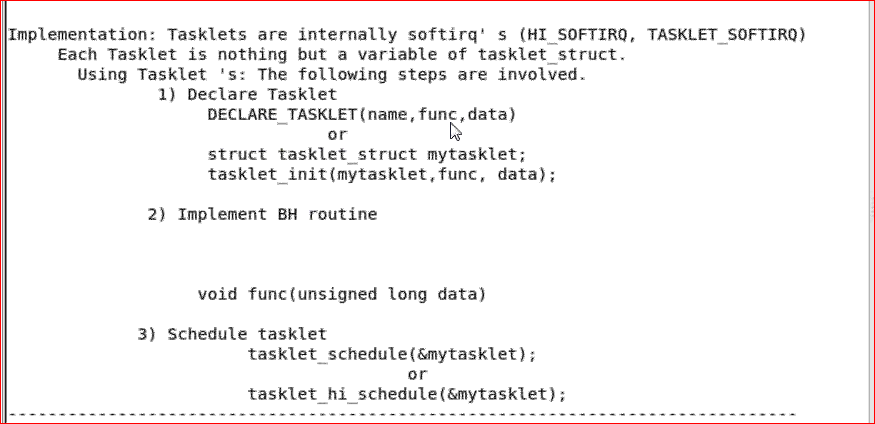 Implementation: Tasklets are internally softirq' s (HI_SOFTIRQ, TASKLET_SOFTIRQ)
Each Tasklet is nothing but a variable of tasklet_struct.
Using Tasklet 's: The following steps are involved.
1) Declare Tasklet
DECLARE_TASKLET(name,func,data)
or
struct tasklet_struct mytasklet;
tasklet_init(mytasklet,func, data);
2) Implement BH routine
void func(unsigned long data)
3) Schedule tasklet
tasklet_schedule(&mytasklet);
or
tasklet_hi_schedule(&mytasklet);
-------------------------------------------------------------------------------